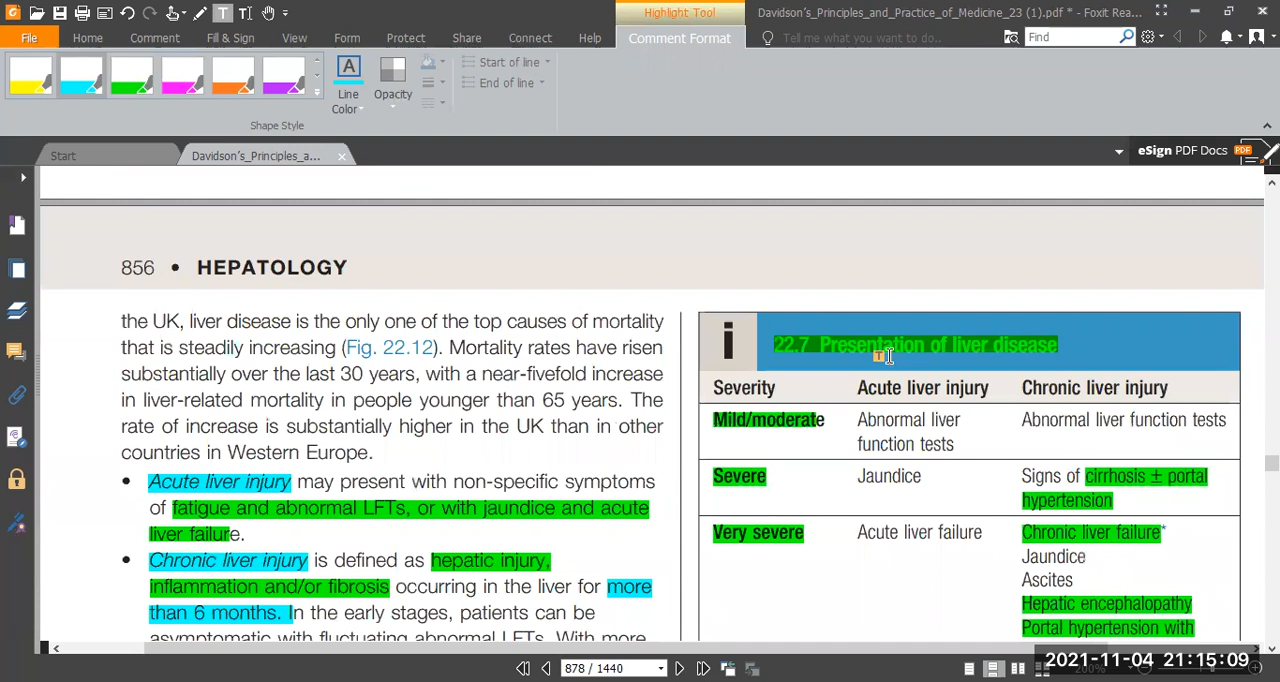 Highlight Tool
Davidson's_Principles_and_Practice_of_Medicine_23 (1).pdf * - Foxit Rea...
File Home Comment Fill & Sign View Form Protect Share Connect Help Comment Format Tell me what you want to do.. Find
Line Color
Opacity
Start of line
End of line
Shape Style
Start
Davidson's_Principles_a...
eSign PDF Docs
PDF
856 • HEPATOLOGY
the UK, liver disease is the only one of the top causes of mortality
that is steadily increasing (Fig. 22.12). Mortality rates have risen
substantially over the last 30 years, with a near-fivefold increase
in liver-related mortality in people younger than 65 years. The
rate of increase is substantially higher in the UK than in other
countries in Western Europe.
• Acute liver injury may present with non-specific symptoms
of fatigue and abnormal LFTs, or with jaundice and acute
liver failure.
• Chronic liver injury is defined as hepatic injury,
inflammation and/or fibrosis occurring in the liver for more
than 6 months. In the early stages, patients can be
asymptomatic with fluctuating abnormal LFTs. With more
i
22.7 Presentation of liver disease
Severity Acute liver injury Chronic liver injury
Mild/moderate Abnormal liver Abnormal liver function tests
function tests
Severe Jaundice Signs of cirrhosis ± portal
hypertension
Very severe Acute liver failure Chronic liver failure*
Jaundice
Ascites
Hepatic encephalopathy
Portal hypertension with
878 / 1440
2021-11-04 21:15:09
200%